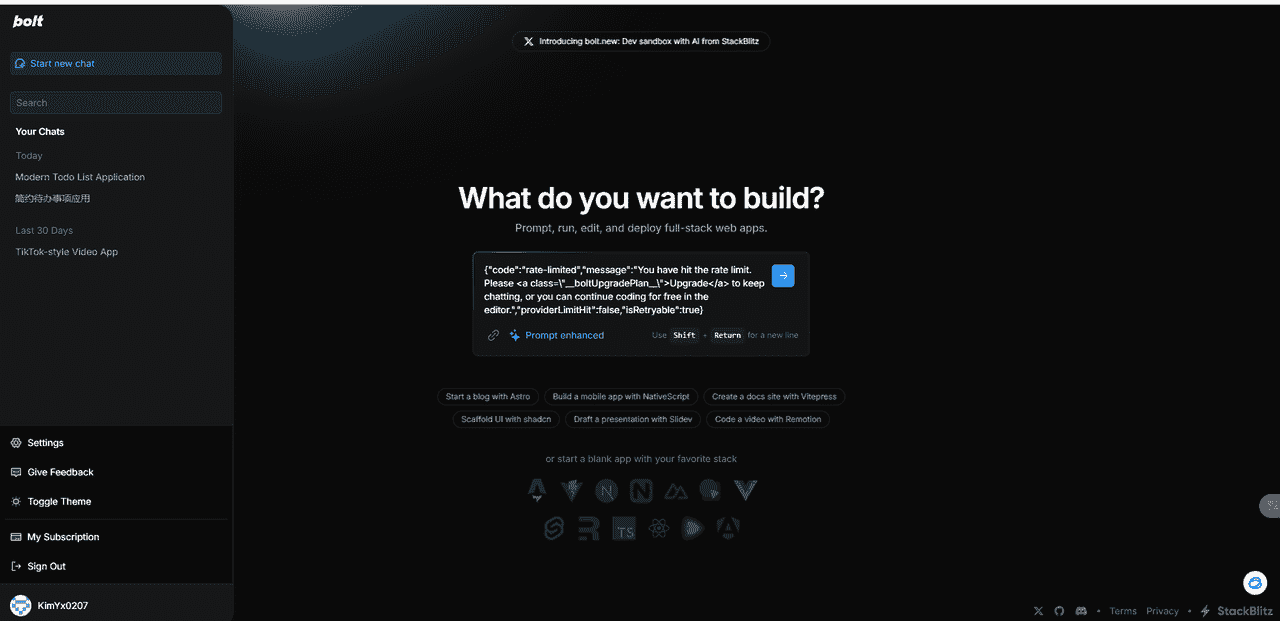 bolt
Start new chat
Search
Your Chats
Today
Modern Todo List Application
简约待办事项应用
Last 30 Days
TikTok-style Video App
Settings
Give Feedback
Toggle Theme
My Subscription
Sign Out
KimYx0207
Introducing bolt.new: Dev sandbox with AI from StackBlitz
What do you want to build?
Prompt, run, edit, and deploy full-stack web apps.
{"code":"rate-limited","message":"You have hit the rate limit.
Please <a class=\"__boltUpgradePlan__\">Upgrade</a> to keep
chatting, or you can continue coding for free in the
editor.","providerLimitHit":false,"isRetryable":true}
Prompt enhanced
Use Shift + Return for a new line
Start a blog with Astro
Build a mobile app with NativeScript
Create a docs site with Vitepress
Scaffold UI with shadcn
Draft a presentation with Slidev
Code a video with Remotion
or start a blank app with your favorite stack
TS
Terms
Privacy
StackBlitz